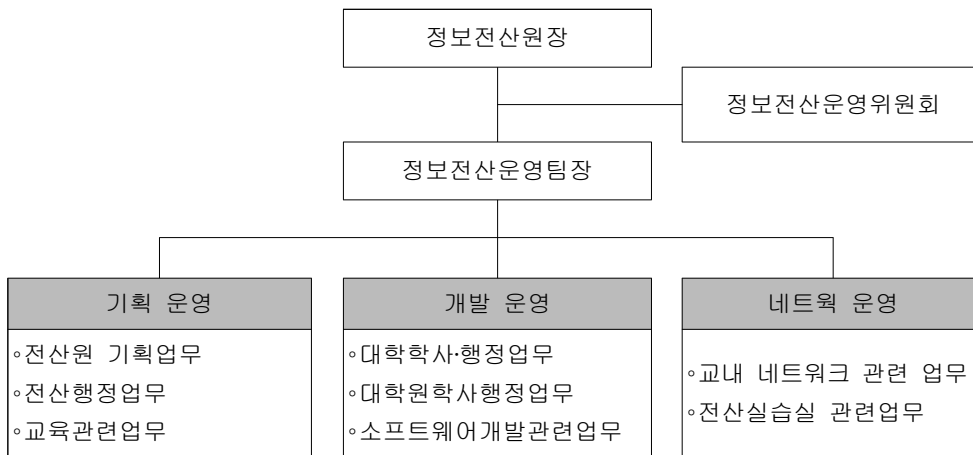 정보전산원장
정보전산운영위원회
정보전산운영팀장
기획 운영
◦전산원 기획업무
◦전산행정업무
◦교육관련업무
개발 운영
◦대학학사·행정업무
◦대학원학사행정업무
◦소프트웨어개발관련업무
네트웍 운영
◦교내 네트워크 관련 업무
◦전산실습실 관련업무